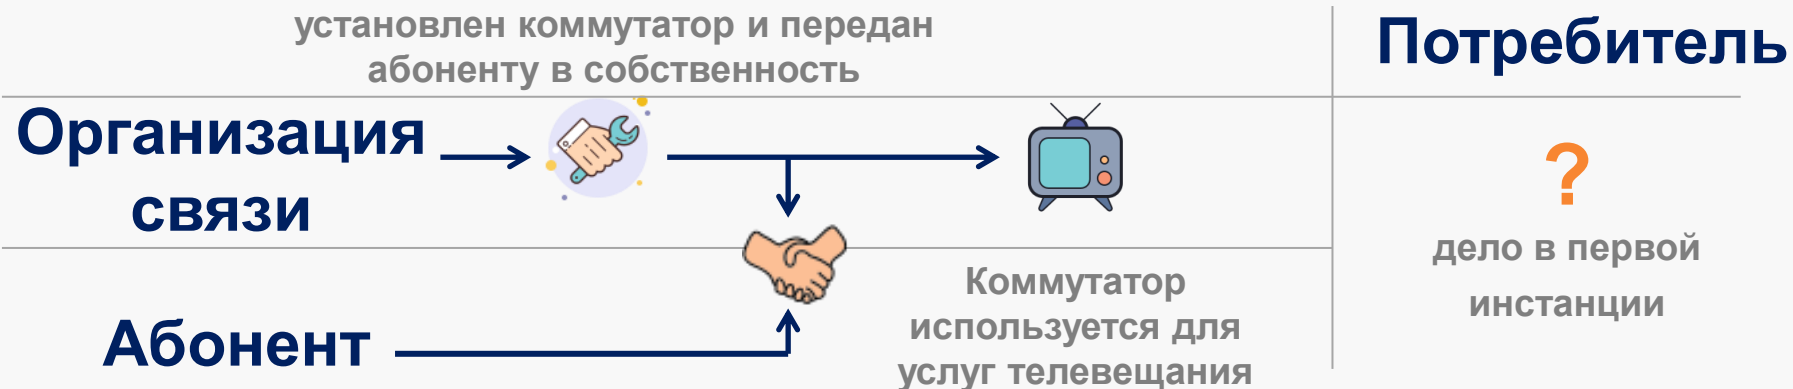 установлен коммутатор и передан
абоненту в собственность
Потребитель
Организация
связи
?
дело в первой
инстанции
Абонент
Коммутатор
используется для
услуг телевещания